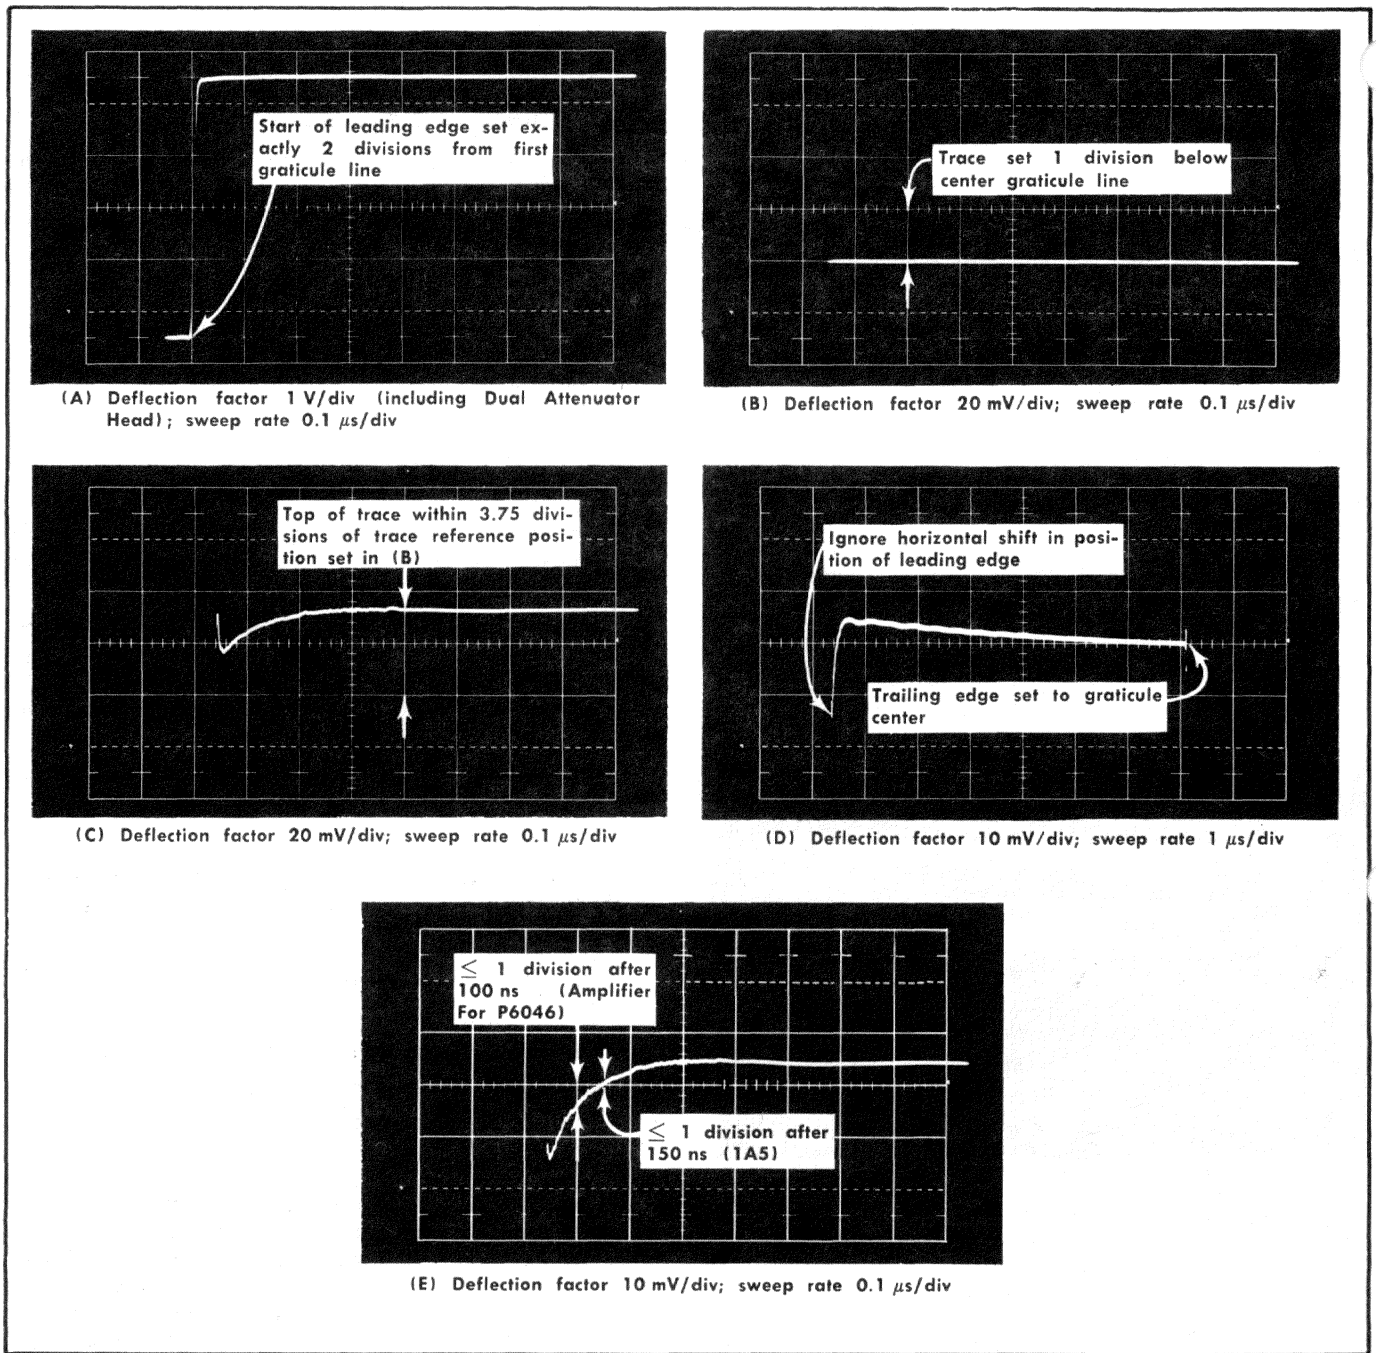 Start of leading edge set ex-
actly 2 divisions from first
graticule line
(A) Deflection factor 1 V/div (including Dual Attenuator
Head); sweep rate 0.1 μs/div
Trace set 1 division below
center graticule line
(B) Deflection factor 20 mV/div; sweep rate 0.1 μs/div
Top of trace within 3.75 divi-
sions of trace reference posi-
tion set in (B)
(C) Deflection factor 20 mV/div; sweep rate 0.1 μs/div
Ignore horizontal shift in posi-
tion of leading edge
Trailing edge set to graticule
center
(D) Deflection factor 10 mV/div; sweep rate 1 μs/div
≦ 1 division after
100 ns (Amplifier
For P6046)
≦ 1 division after
150 ns (1A5)
(E) Deflection factor 10 mV/div; sweep rate 0.1 μs/div